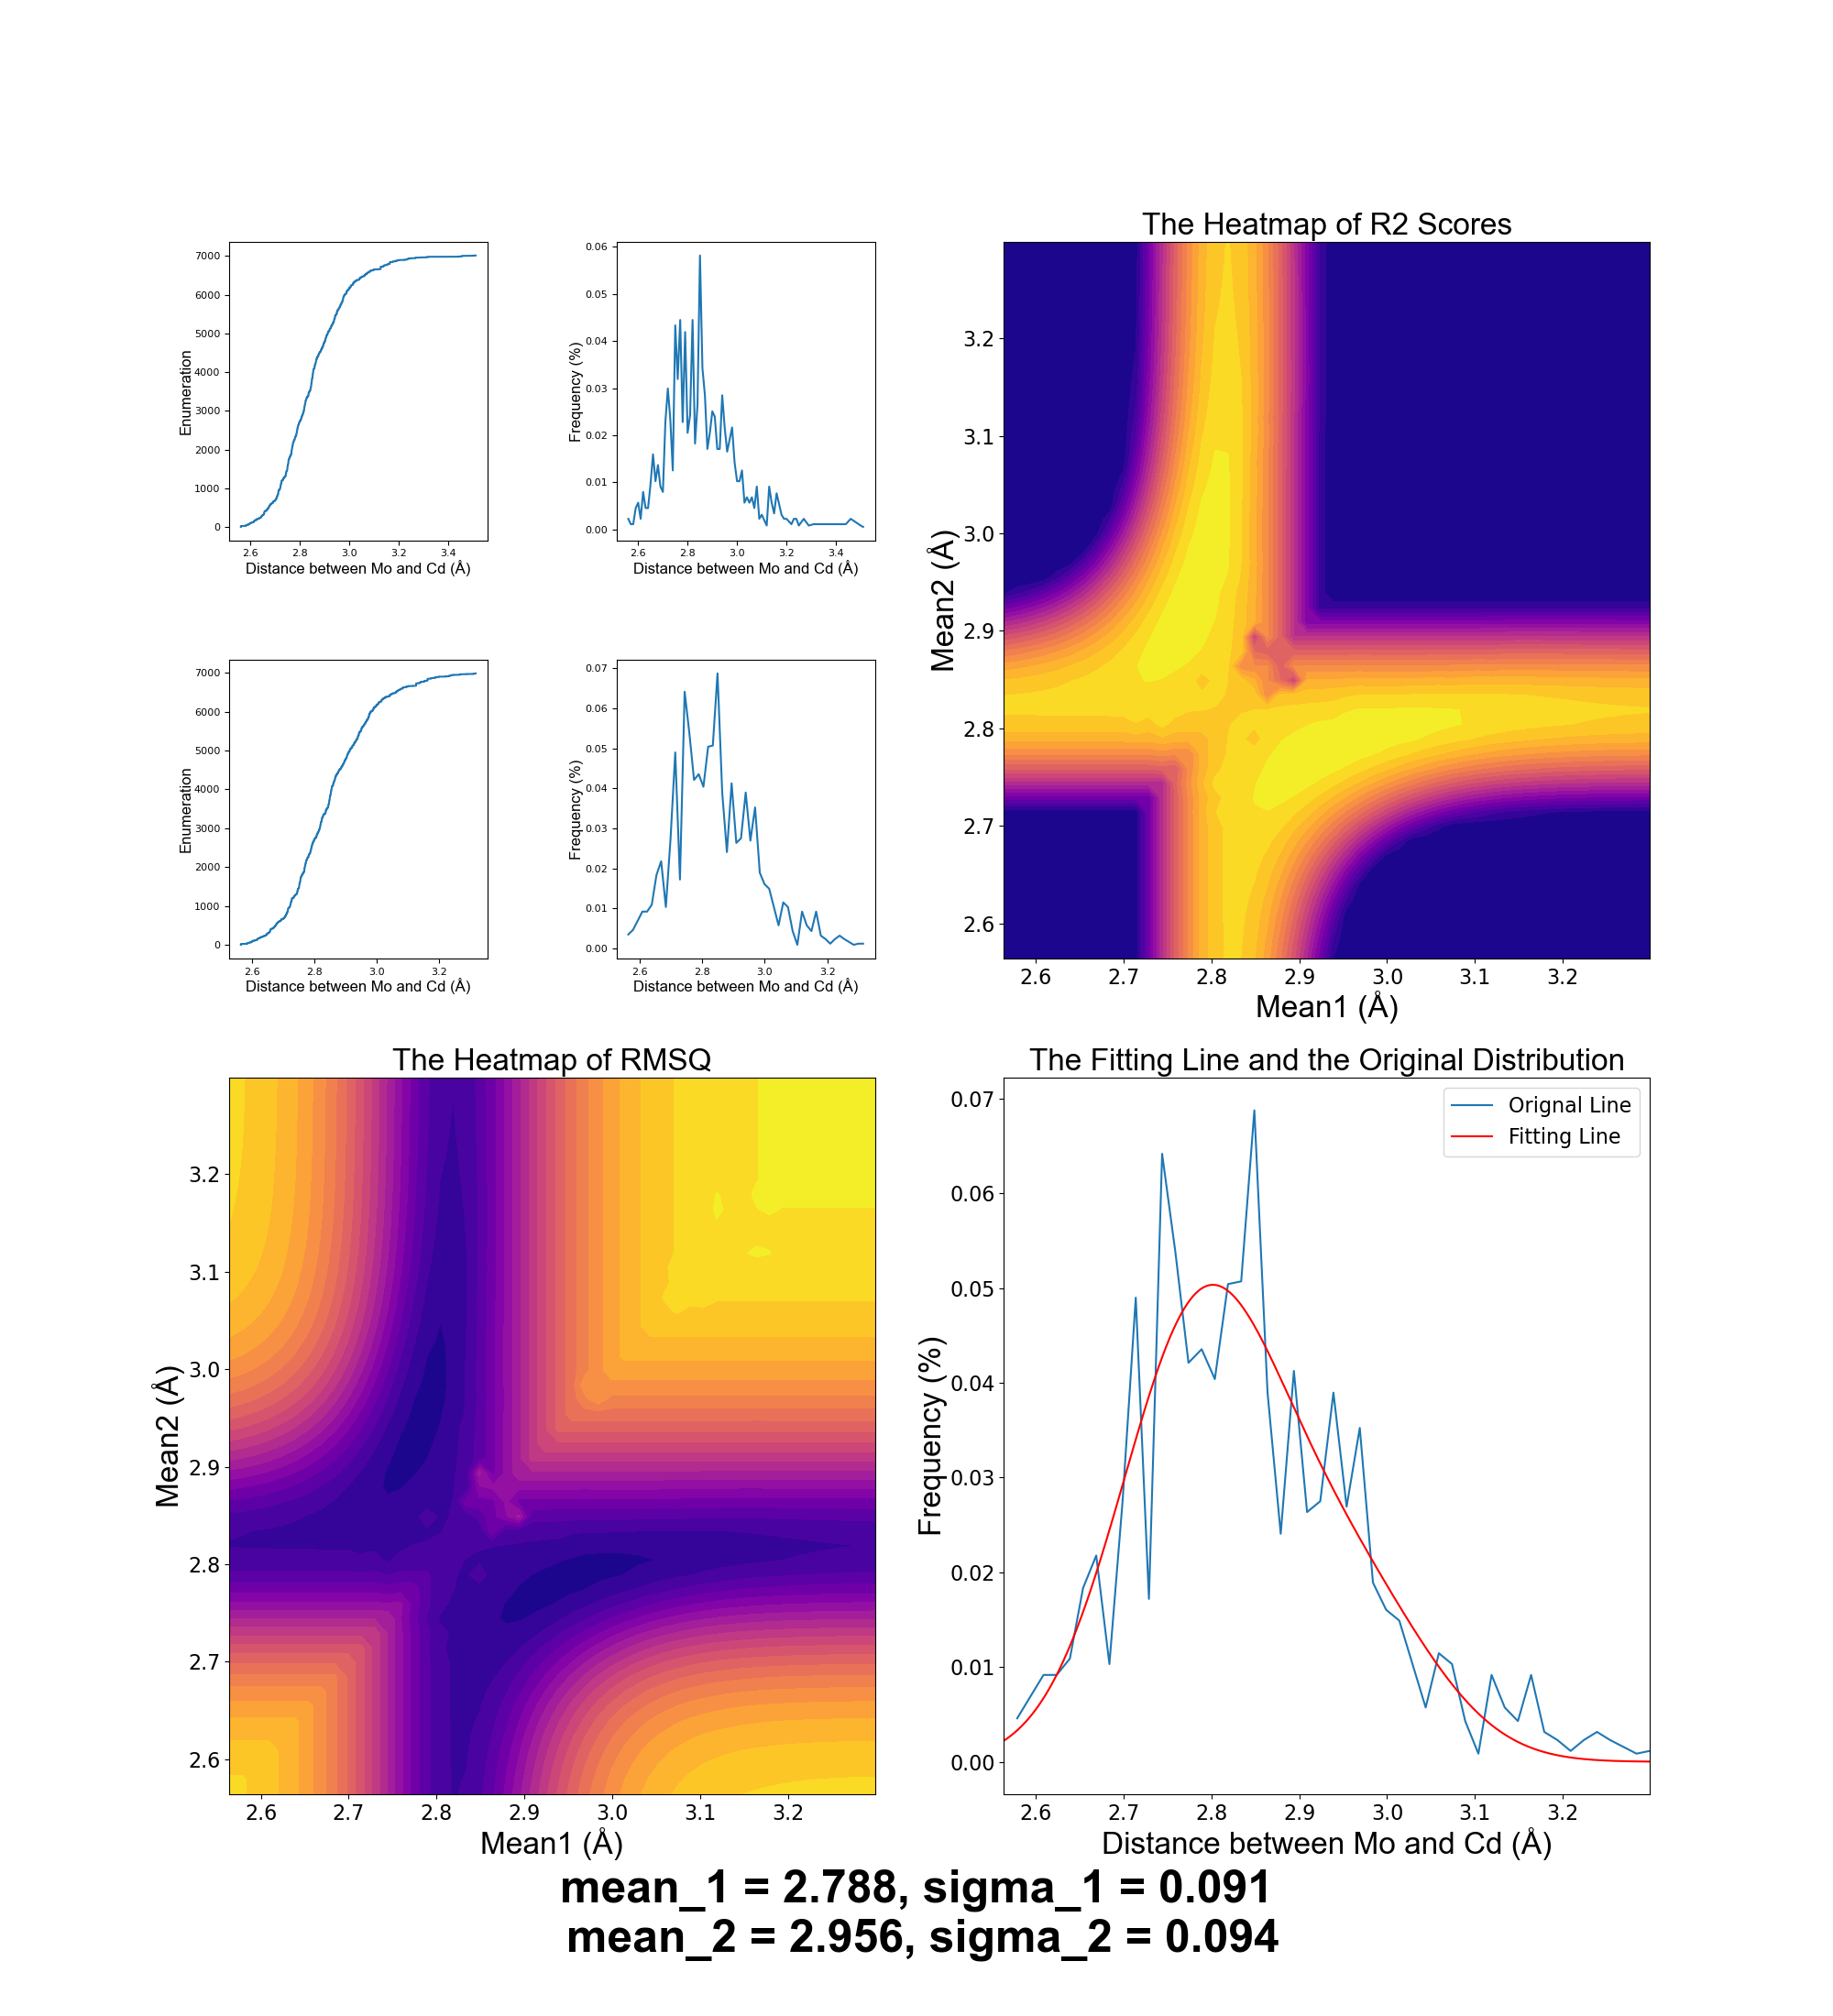 7000
6000
5000
4000
3000
2000
1000
0
Enumeration
2.6 2.8 3.0 3.2 3.4
Distance between Mo and Cd (Å)
0.06
0.05
0.04
0.03
0.02
0.01
0.00
Frequency (%)
2.6 2.8 3.0 3.2 3.4
Distance between Mo and Cd (Å)
The Heatmap of R2 Scores
3.2
3.1
3.0
2.9
2.8
2.7
2.6
Mean2 (Å)
2.6 2.7 2.8 2.9 3.0 3.1 3.2
Mean1 (Å)
7000
6000
5000
4000
3000
2000
1000
0
Enumeration
2.6 2.8 3.0 3.2
Distance between Mo and Cd (Å)
0.07
0.06
0.05
0.04
0.03
0.02
0.01
0.00
Frequency (%)
2.6 2.8 3.0 3.2
Distance between Mo and Cd (Å)
The Heatmap of RMSQ
3.2
3.1
3.0
2.9
2.8
2.7
2.6
Mean2 (Å)
2.6 2.7 2.8 2.9 3.0 3.1 3.2
Mean1 (Å)
The Fitting Line and the Original Distribution
Orignal Line
Fitting Line
0.07
0.06
0.05
0.04
0.03
0.02
0.01
0.00
Frequency (%)
2.6 2.7 2.8 2.9 3.0 3.1 3.2
Distance between Mo and Cd (Å)
mean_1 = 2.788, sigma_1 = 0.091
mean_2 = 2.956, sigma_2 = 0.094